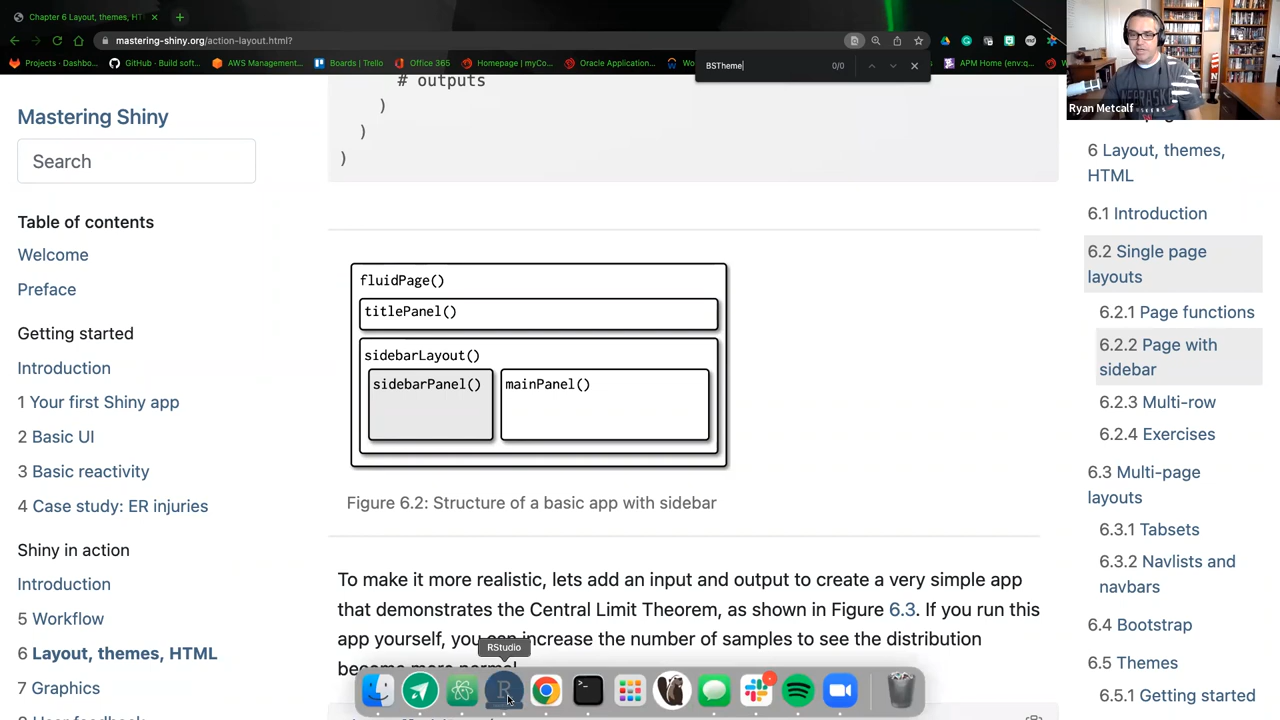 Chapter 6 Layout, themes, HT
mastering-shiny.org/action-layout.html?
Projects · Dashbo...
GitHub · Build soft...
AWS Management...
Boards | Trello
Office 365
Homepage | myCo...
Oracle Application...
Wo
APM Home (env:q...
BSTheme
0/0
Ryan Metcalf
Mastering Shiny
Search
Table of contents
Welcome
Preface
Getting started
Introduction
1 Your first Shiny app
2 Basic UI
3 Basic reactivity
4 Case study: ER injuries
Shiny in action
Introduction
5 Workflow
6 Layout, themes, HTML
7 Graphics
# outputs
)
)
)
fluidPage()
titlePanel()
sidebarLayout()
sidebarPanel()
mainPanel()
Figure 6.2: Structure of a basic app with sidebar
To make it more realistic, lets add an input and output to create a very simple app
that demonstrates the Central Limit Theorem, as shown in Figure 6.3. If you run this
app yourself, you can increase the number of samples to see the distribution
become more normal
RStudio
6 Layout, themes,
HTML
6.1 Introduction
6.2 Single page
layouts
6.2.1 Page functions
6.2.2 Page with
sidebar
6.2.3 Multi-row
6.2.4 Exercises
6.3 Multi-page
layouts
6.3.1 Tabsets
6.3.2 Navlists and
navbars
6.4 Bootstrap
6.5 Themes
6.5.1 Getting started